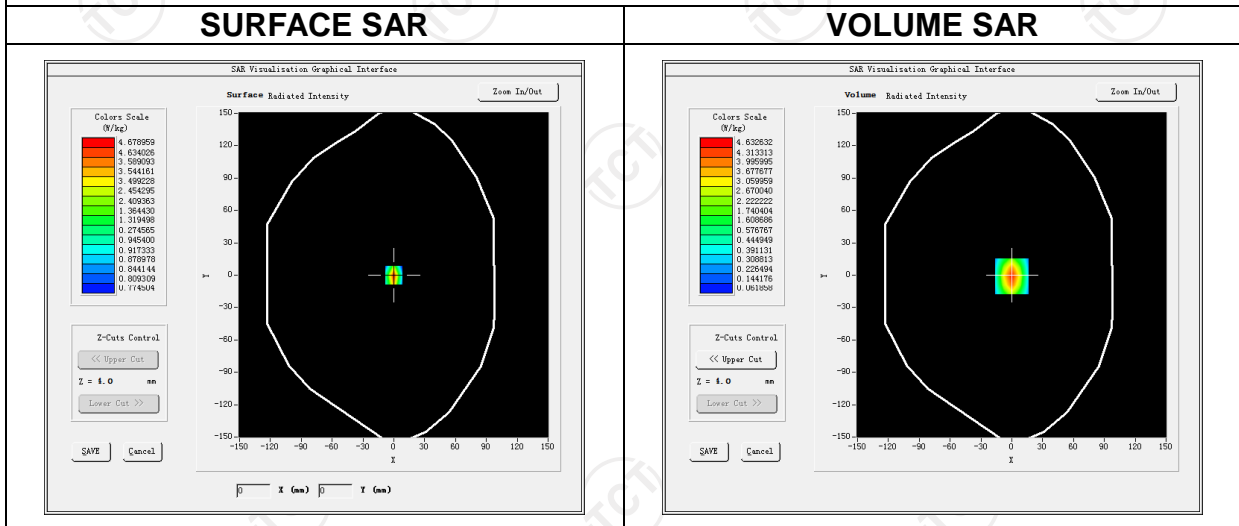 SURFACE SAR
SAR Visualisation Graphical Interface
Surface Radiated Intensity
Zoom In/Out
Colors Scale
(W/kg)
4.678959
4.634026
3.589093
3.544161
3.499228
2.454295
2.409363
1.364430
1.319498
0.274565
0.945400
0.917333
0.878978
0.844144
0.809309
0.774504
150
120
90
60
30
0
-30
-60
-90
-120
-150
Y
-150 -120 -90 -60 -30 0 30 60 90 120 150
X
Z-Cuts Control
<< Upper Cut
Z = 4.0 mm
Lower Cut >>
SAVE Cancel
0 X (mm) 0 Y (mm)
VOLUME SAR
SAR Visualisation Graphical Interface
Volume Radiated Intensity
Zoom In/Out
Colors Scale
(W/kg)
4.632632
4.313313
3.995995
3.677677
3.059959
2.670040
2.222222
1.740404
1.608686
0.576767
0.444949
0.391131
0.308813
0.226494
0.144176
0.061858
150
120
90
60
30
0
-30
-60
-90
-120
-150
Y
-150 -120 -90 -60 -30 0 30 60 90 120 150
X
Z-Cuts Control
<< Upper Cut
Z = 4.0 mm
Lower Cut >>
SAVE Cancel
TCT